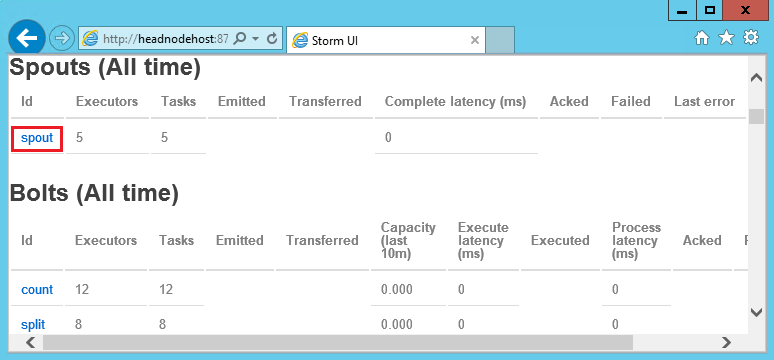 http://headnodehost:87
Storm UI
Spouts (All time)
Id Executors Tasks Emitted Transferred Complete latency (ms) Acked Failed Last error
spout 5 5 0
Bolts (All time)
Id Executors Tasks Emitted Transferred Capacity (last 10m) Execute latency (ms) Executed Process latency (ms) Acked
count 12 12 0.000 0 0
split 8 8 0.000 0 0